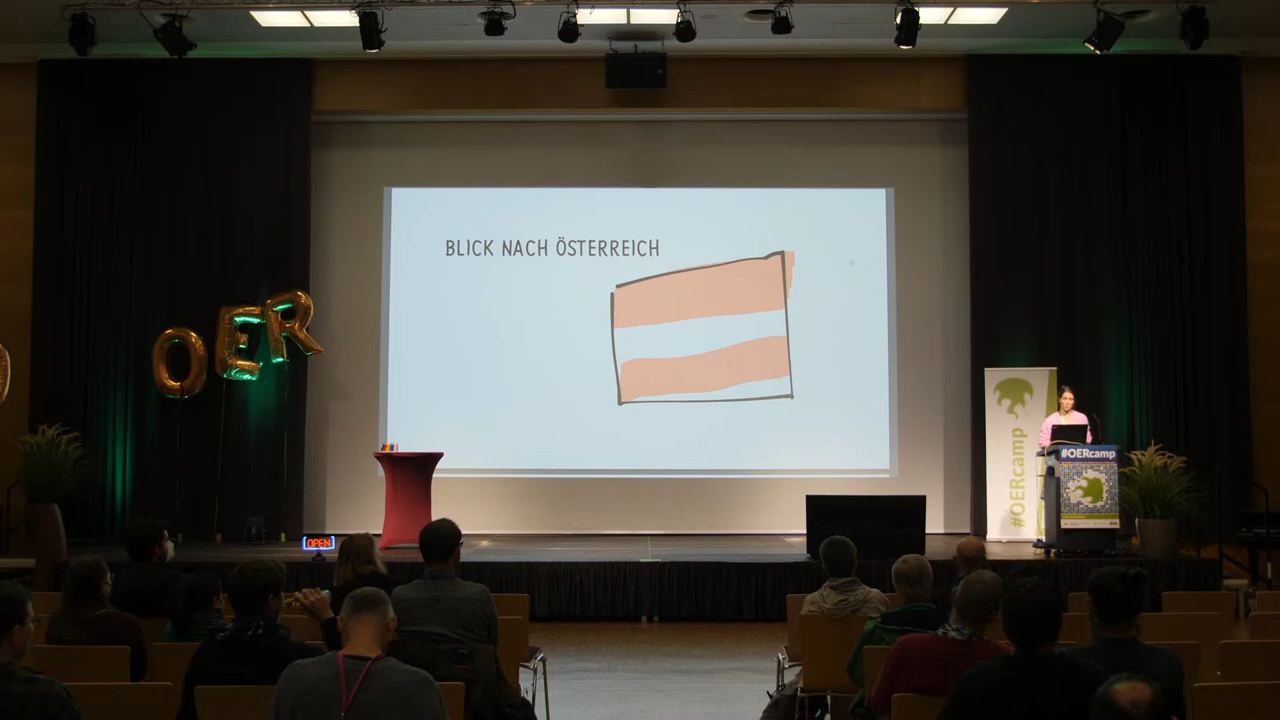 BLICK NACH ÖSTERREICH
OER
OPEN
#OERcamp
#OERcamp